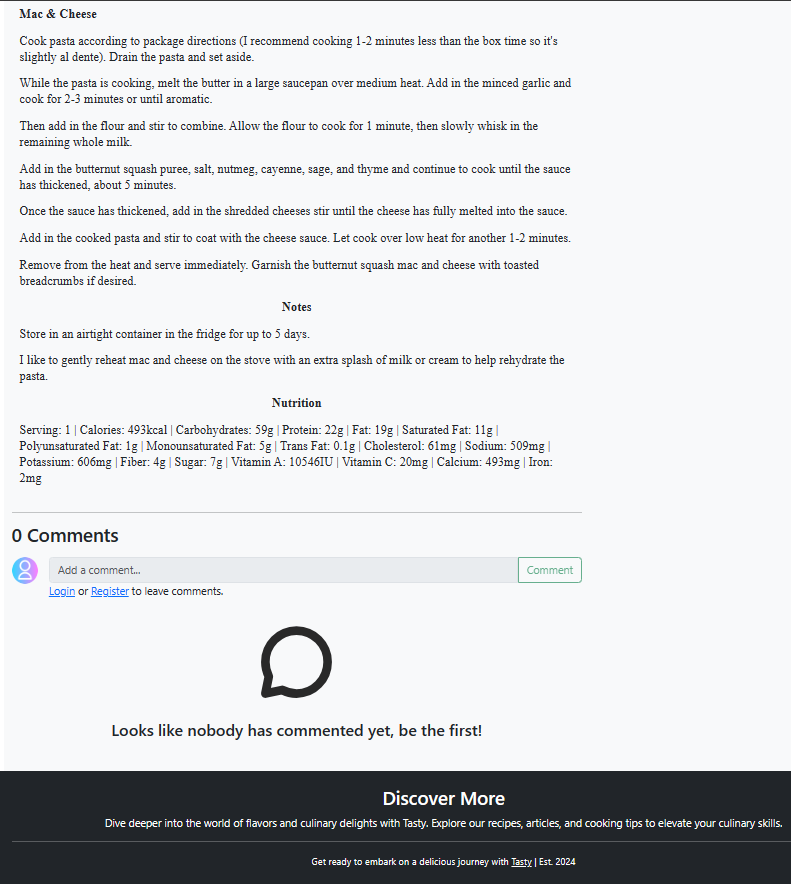 Mac & Cheese
Cook pasta according to package directions (I recommend cooking 1-2 minutes less than the box time so it's
slightly al dente). Drain the pasta and set aside.
While the pasta is cooking, melt the butter in a large saucepan over medium heat. Add in the minced garlic and
cook for 2-3 minutes or until aromatic.
Then add in the flour and stir to combine. Allow the flour to cook for 1 minute, then slowly whisk in the
remaining whole milk.
Add in the butternut squash puree, salt, nutmeg, cayenne, sage, and thyme and continue to cook until the sauce
has thickened, about 5 minutes.
Once the sauce has thickened, add in the shredded cheeses stir until the cheese has fully melted into the sauce.
Add in the cooked pasta and stir to coat with the cheese sauce. Let cook over low heat for another 1-2 minutes.
Remove from the heat and serve immediately. Garnish the butternut squash mac and cheese with toasted
breadcrumbs if desired.
Notes
Store in an airtight container in the fridge for up to 5 days.
I like to gently reheat mac and cheese on the stove with an extra splash of milk or cream to help rehydrate the
pasta.
Nutrition
Serving: 1 | Calories: 493kcal | Carbohydrates: 59g | Protein: 22g | Fat: 19g | Saturated Fat: 11g |
Polyunsaturated Fat: 1g | Monounsaturated Fat: 5g | Trans Fat: 0.1g | Cholesterol: 61mg | Sodium: 509mg |
Potassium: 606mg | Fiber: 4g | Sugar: 7g | Vitamin A: 10546IU | Vitamin C: 20mg | Calcium: 493mg | Iron:
2mg
0 Comments
Add a comment...
Comment
Login or Register to leave comments.
Looks like nobody has commented yet, be the first!
Discover More
Dive deeper into the world of flavors and culinary delights with Tasty. Explore our recipes, articles, and cooking tips to elevate your culinary skills.
Get ready to embark on a delicious journey with Tasty | Est. 2024